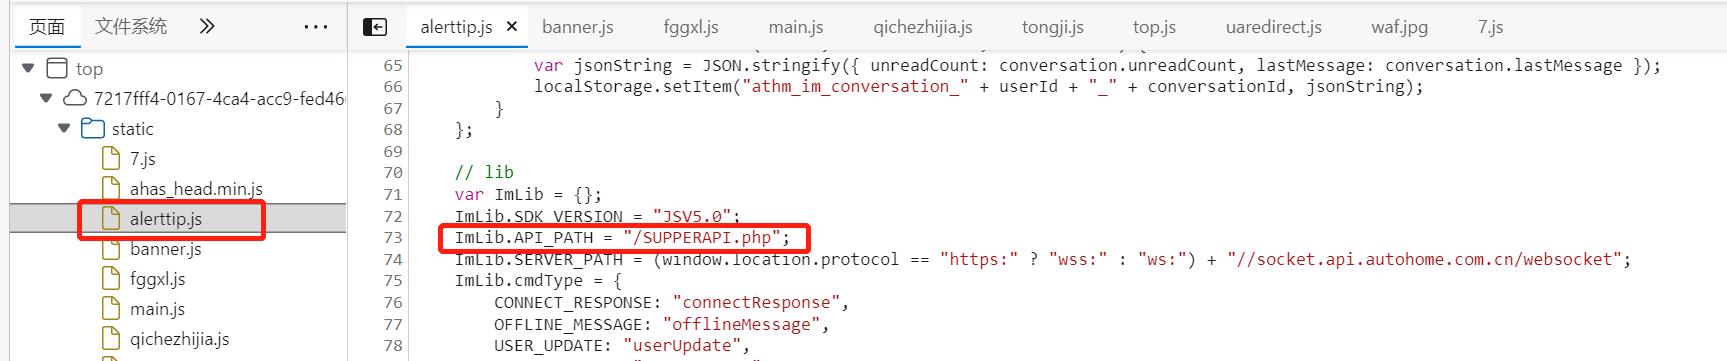 页面 文件系统
top
7217fff4-0167-4ca4-acc9-fed46
static
7.js
ahas_head.min.js
alerttip.js
banner.js
fggxl.js
main.js
qichezhijia.js
alerttip.js banner.js fggxl.js main.js qichezhijia.js tongji.js top.js uaredirect.js waf.jpg 7.js
65 var jsonString = JSON.stringify({ unreadCount: conversation.unreadCount, lastMessage: conversation.lastMessage });
66 localStorage.setItem("athm_im_conversation_" + userId + "_" + conversationId, jsonString);
67 }
68 };
69
70 // lib
71 var ImLib = {};
72 ImLib.SDK_VERSION = "JSV5.0";
73 ImLib.API_PATH = "/SUPPERAPI.php";
74 ImLib.SERVER_PATH = (window.location.protocol == "https:" ? "wss:" : "ws:") + "//socket.api.autohome.com.cn/websocket";
75 ImLib.cmdType = {
76 CONNECT_RESPONSE: "connectResponse",
77 OFFLINE_MESSAGE: "offlineMessage",
78 USER_UPDATE: "userUpdate",